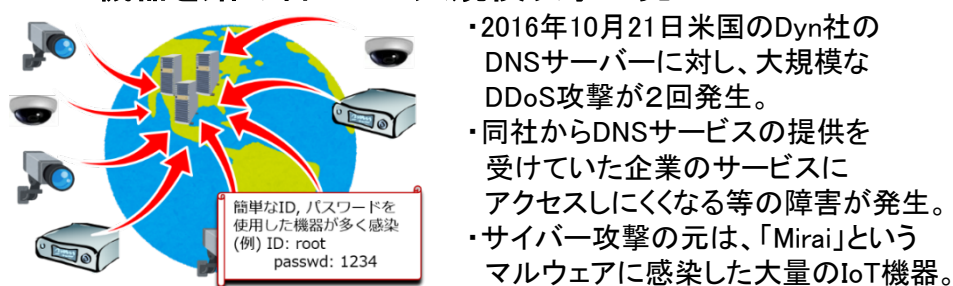 ・2016年10月21日米国のDyn社の
DNSサーバーに対し、大規模な
DDoS攻撃が２回発生。
・同社からDNSサービスの提供を
受けていた企業のサービスに
アクセスしにくくなる等の障害が発生。
・サイバー攻撃の元は、「Mirai」という
マルウェアに感染した大量のIoT機器。
簡単なID, パスワードを
使用した機器が多く感染
(例) ID: root
passwd: 1234